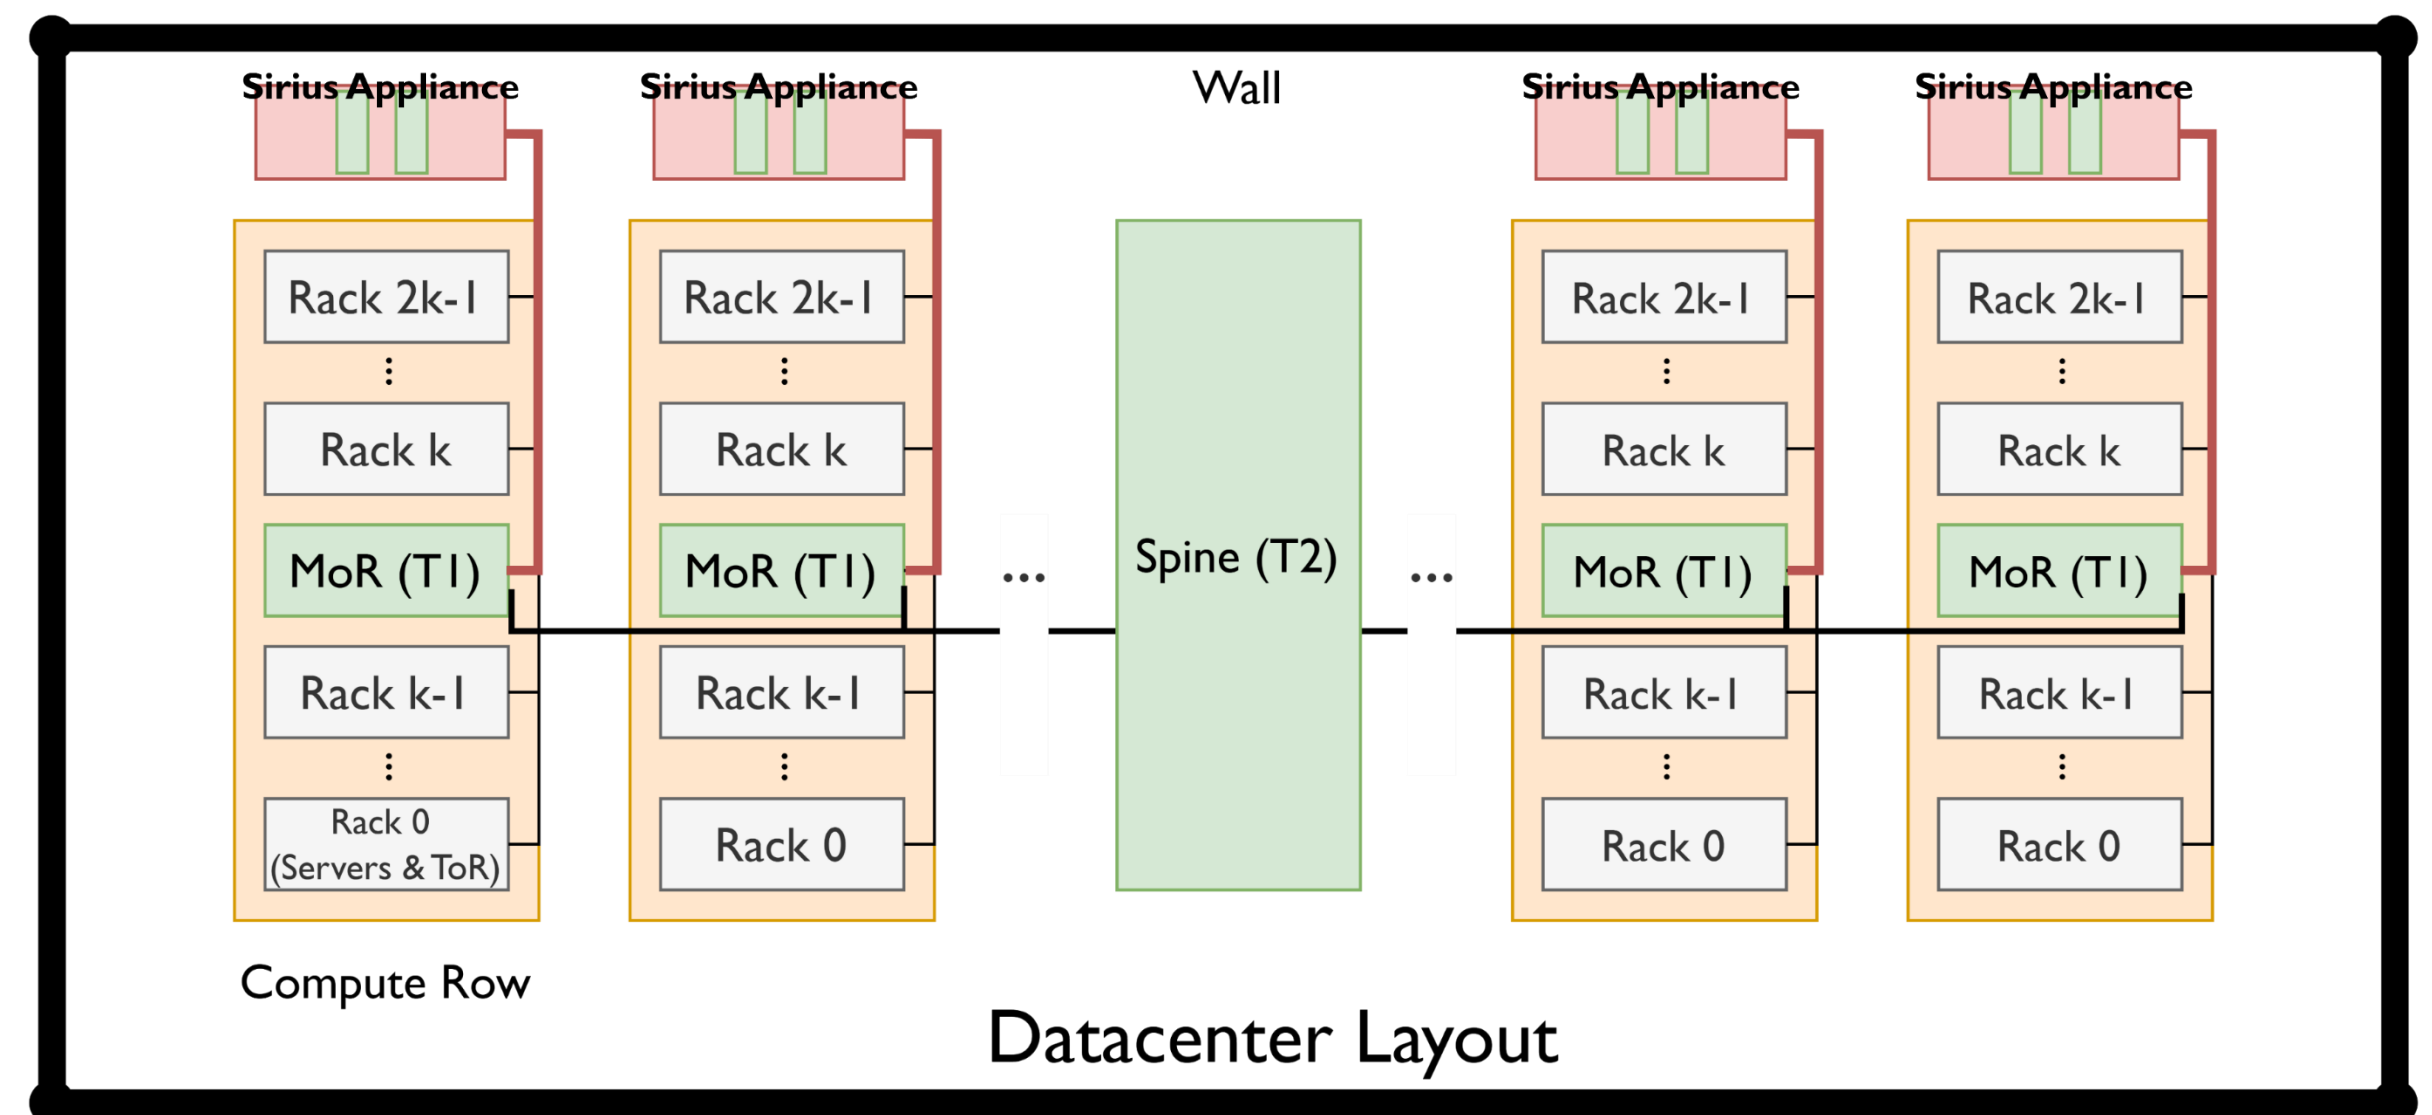 Sirius Appliance
Sirius Appliance
Wall
Sirius Appliance
Sirius Appliance
Rack 2k-1
Rack 2k-1
Rack 2k-1
Rack 2k-1
Rack k
Rack k
Rack k
Rack k
MoR (T1)
MoR (T1)
...
Spine (T2)
...
MoR (T1)
MoR (T1)
Rack k-1
Rack k-1
Rack k-1
Rack k-1
Rack 0
(Servers & ToR)
Rack 0
Rack 0
Rack 0
Compute Row
Datacenter Layout